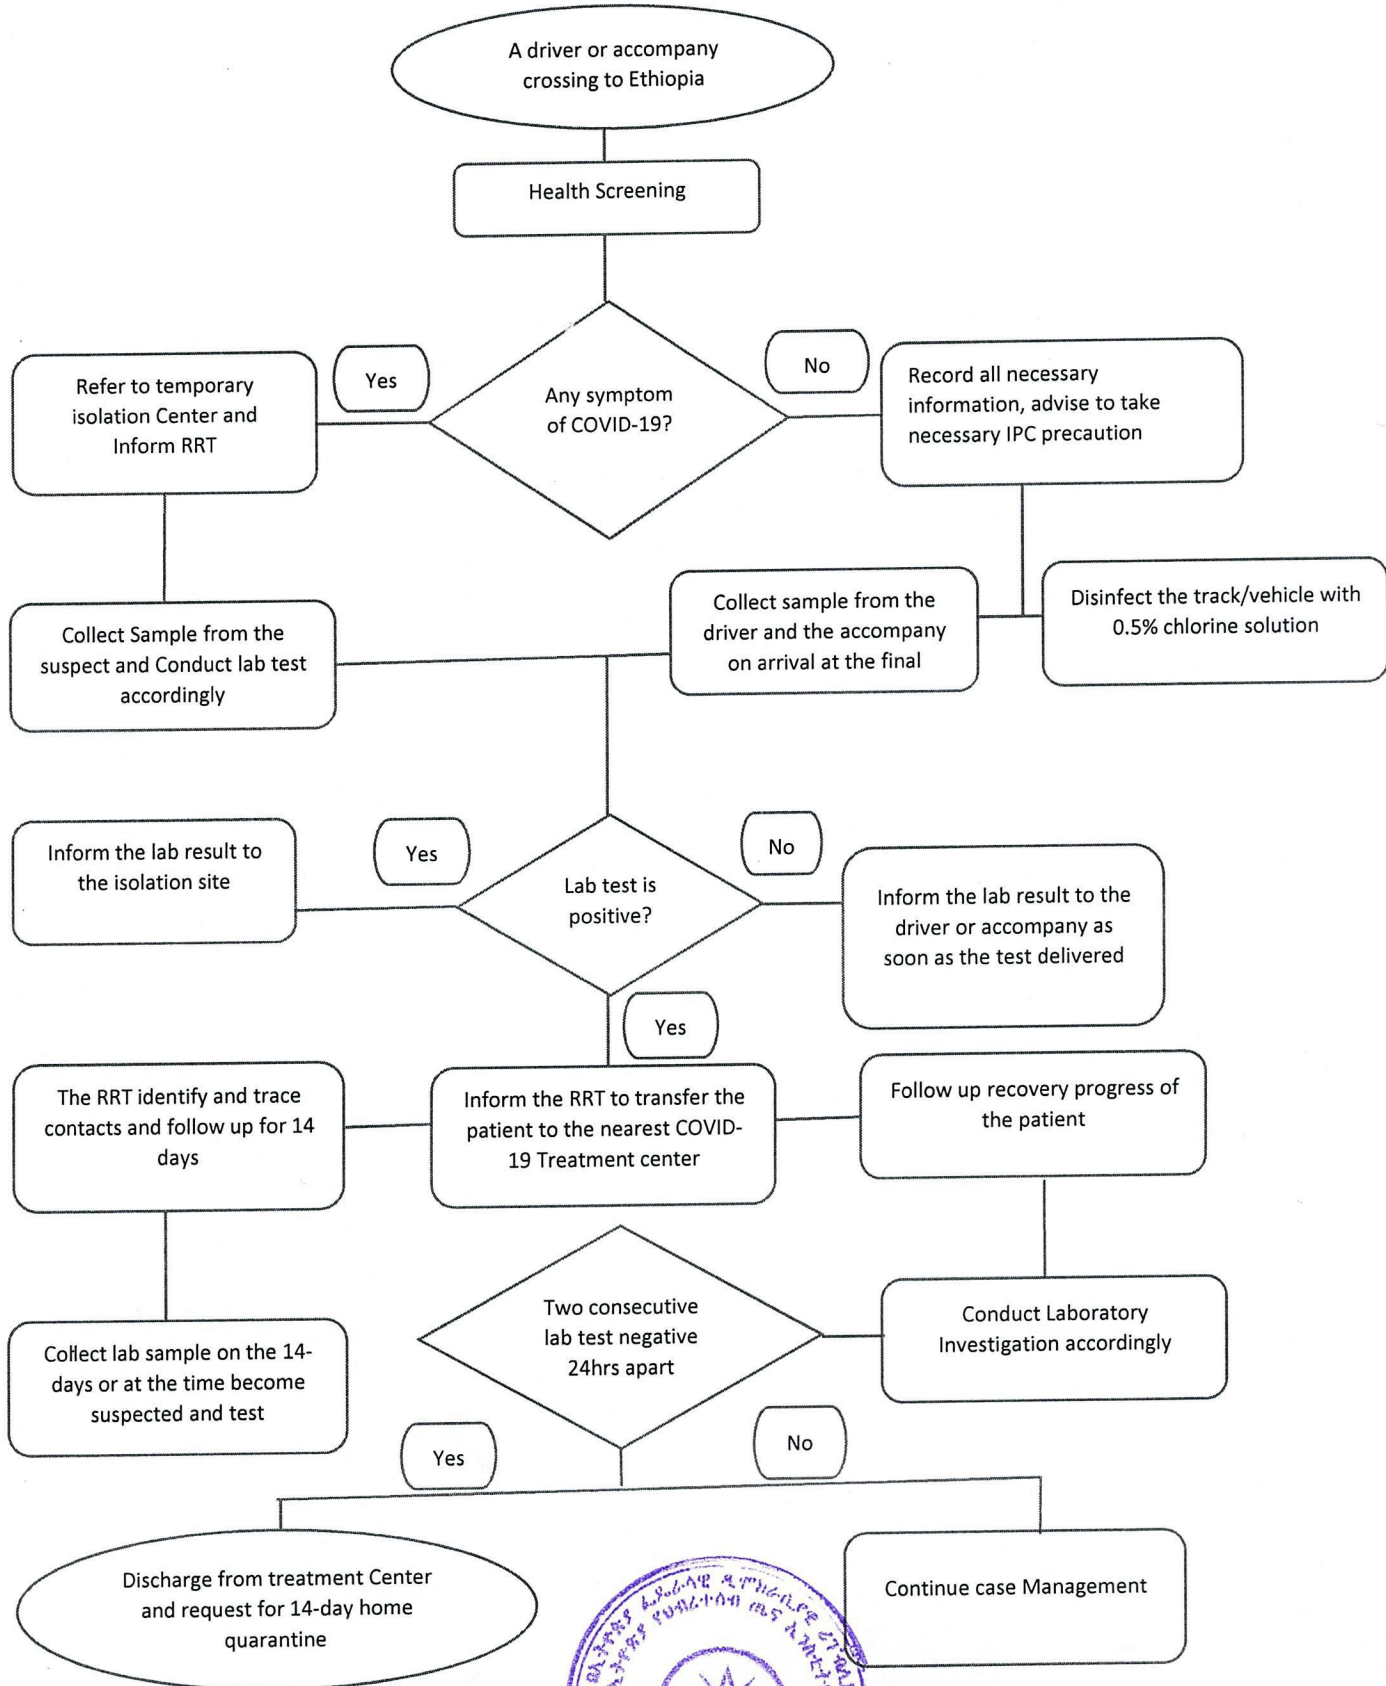 A driver or accompany
crossing to Ethiopia
Health Screening
Any symptom
of COVID-19?
Yes
No
Refer to temporary
isolation Center and
Inform RRT
Record all necessary
information, advise to take
necessary IPC precaution
Collect Sample from the
suspect and Conduct lab test
accordingly
Collect sample from the
driver and the accompany
on arrival at the final
Disinfect the track/vehicle with
0.5% chlorine solution
Inform the lab result to
the isolation site
Yes
Lab test is
positive?
No
Inform the lab result to the
driver or accompany as
soon as the test delivered
Yes
The RRT identify and trace
contacts and follow up for 14
days
Inform the RRT to transfer the
patient to the nearest COVID-
19 Treatment center
Follow up recovery progress of
the patient
Collect lab sample on the 14-
days or at the time become
suspected and test
Two consecutive
lab test negative
24hrs apart
Conduct Laboratory
Investigation accordingly
Yes
No
Discharge from treatment Center
and request for 14-day home
quarantine
Continue case Management